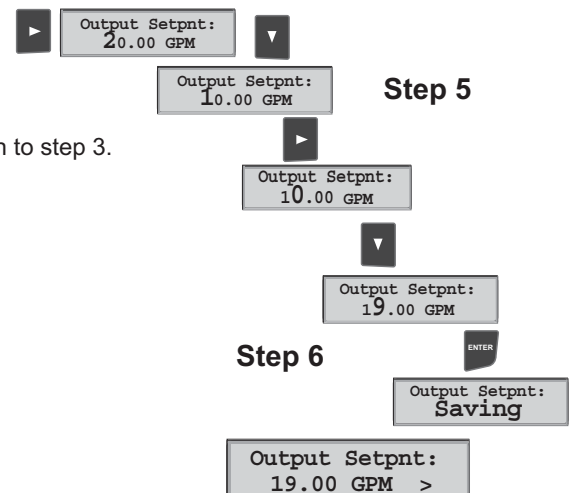 Output Setpnt:
20.00 GPM
Output Setpnt:
10.00 GPM
Step 5
to step 3.
Output Setpnt:
10.00 GPM
Output Setpnt:
19.00 GPM
Step 6
ENTER
Output Setpnt:
Saving
Output Setpnt:
19.00 GPM >